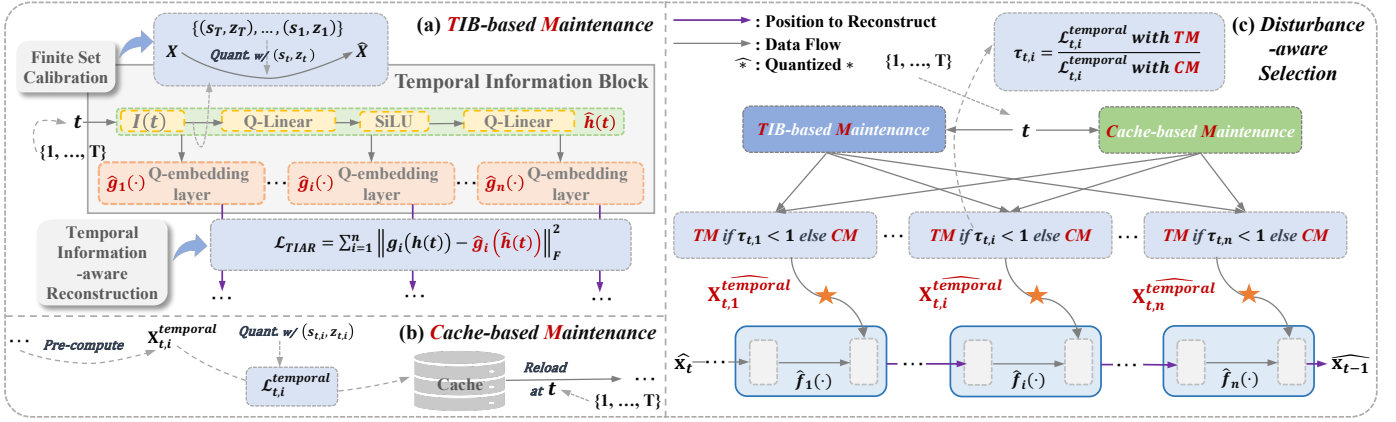 (a) TIB-based Maintenance
{(s_T, z_T), …, (s_1, z_1)}
X Quant. w/ (s_t, z_t) X̂
Finite Set
Calibration
Temporal Information Block
t
I(t) Q-Linear SiLU Q-Linear ĥ(t)
{1, …, T}
ĝ_1(·) Q-embedding layer … ĝ_i(·) Q-embedding layer … ĝ_n(·) Q-embedding layer
Temporal
Information
-aware
Reconstruction
ℒ_TIAR = ∑_{i=1}^{n} ‖g_i(h(t)) − ĝ_i(ĥ(t))‖_F^2
… … …
(b) Cache-based Maintenance
… Pre-compute X_{t,i}^{temporal} Quant. w/ (s_{t,i}, z_{t,i})
ℒ_{t,i}^{temporal}
Cache
Reload
at t
…
{1, …, T}
: Position to Reconstruct
: Data Flow
*̂ : Quantized *
(c) Disturbance
-aware
Selection
τ_{t,i} = ℒ_{t,i}^{temporal} with TM / ℒ_{t,i}^{temporal} with CM
{1, …, T}
TIB-based Maintenance t Cache-based Maintenance
TM if τ_{t,1} < 1 else CM … TM if τ_{t,i} < 1 else CM … TM if τ_{t,n} < 1 else CM
X̂_{t,1}^{temporal} X̂_{t,i}^{temporal} X̂_{t,n}^{temporal}
x̂_t … f̂_1(·) … f̂_i(·) … f̂_n(·) x̂_{t−1}